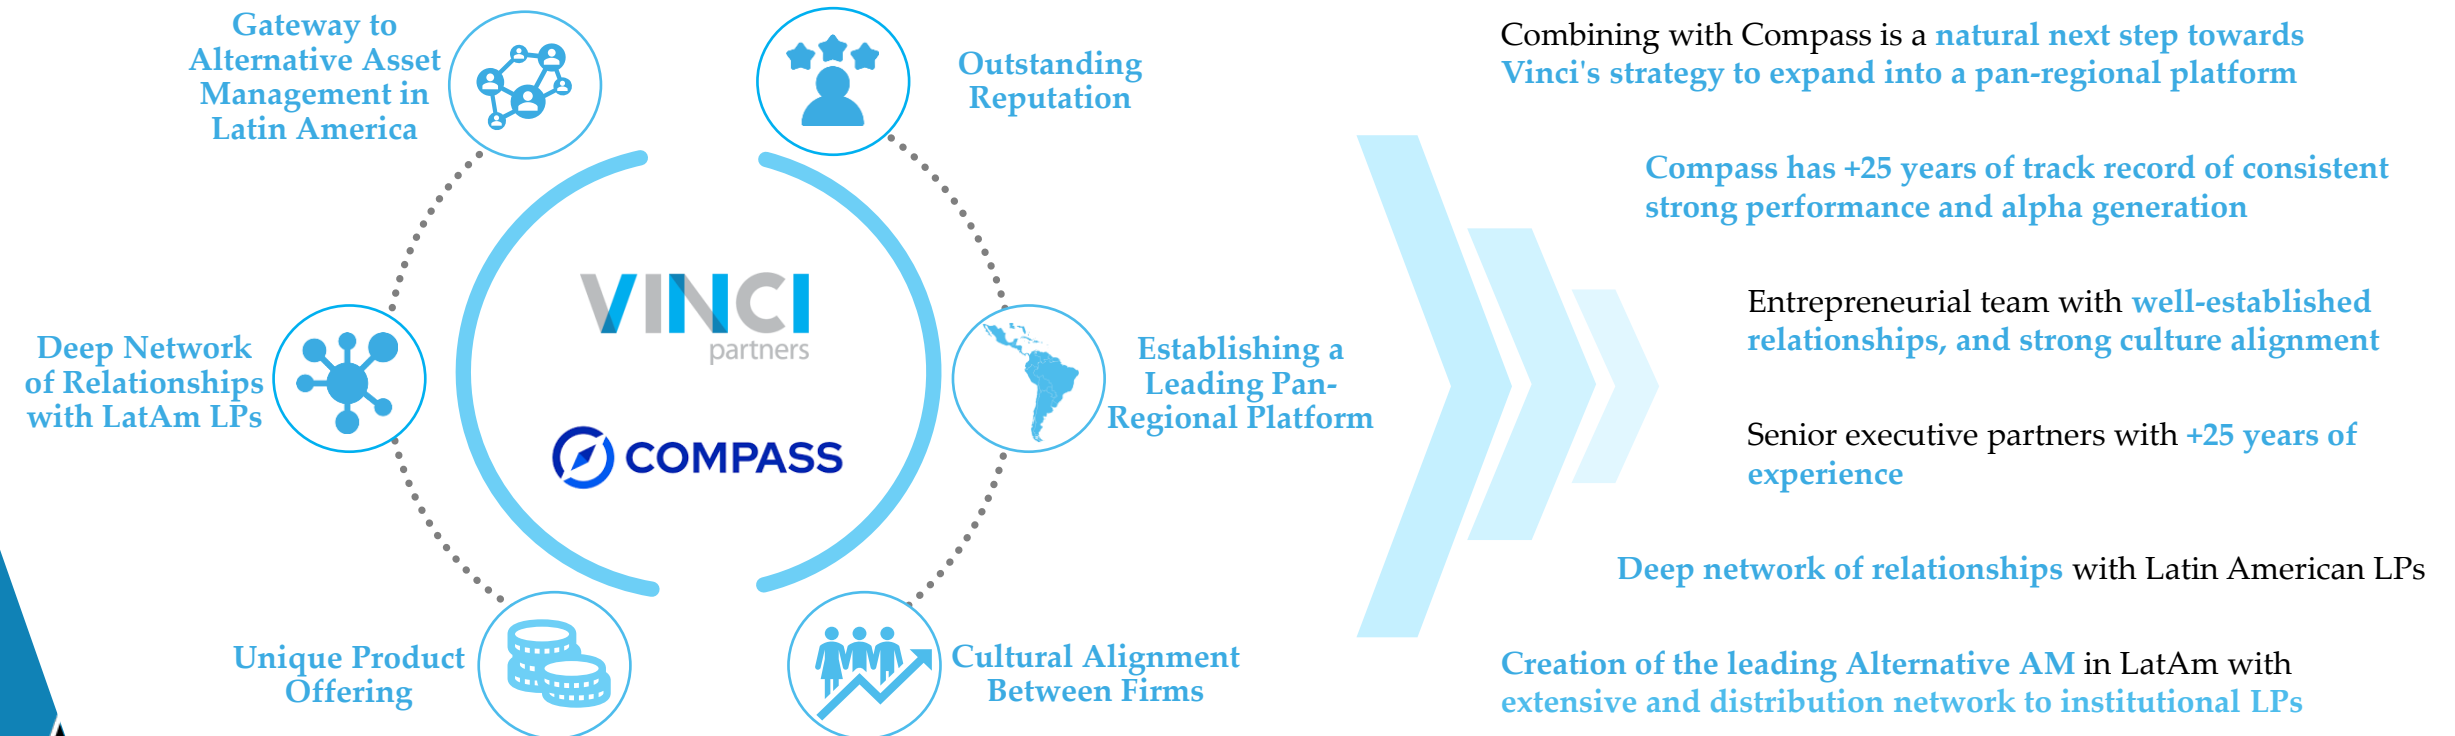 Gateway to
Alternative Asset
Management in
Latin America
Outstanding
Reputation
Deep Network
of Relationships
with LatAm LPs
VINCI
partners
COMPASS
Establishing a
Leading Pan-
Regional Platform
Unique Product
Offering
Cultural Alignment
Between Firms
Combining with Compass is a natural next step towards
Vinci's strategy to expand into a pan-regional platform
Compass has +25 years of track record of consistent
strong performance and alpha generation
Entrepreneurial team with well-established
relationships, and strong culture alignment
Senior executive partners with +25 years of
experience
Deep network of relationships with Latin American LPs
Creation of the leading Alternative AM in LatAm with
extensive and distribution network to institutional LPs